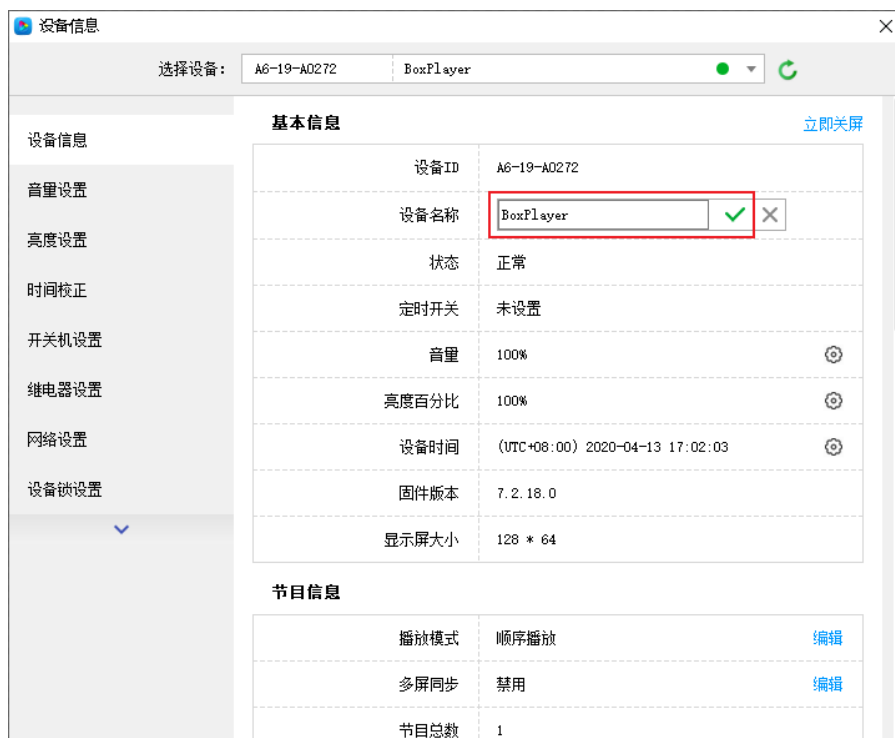 设备信息
选择设备: A6-19-A0272 BoxPlayer
设备信息
音量设置
亮度设置
时间校正
开关机设置
继电器设置
网络设置
设备锁设置
基本信息 立即关屏
设备ID A6-19-A0272
设备名称 BoxPlayer
状态 正常
定时开关 未设置
音量 100%
亮度百分比 100%
设备时间 (UTC+08:00) 2020-04-13 17:02:03
固件版本 7.2.18.0
显示屏大小 128 * 64
节目信息
播放模式 顺序播放 编辑
多屏同步 禁用 编辑
节目总数 1